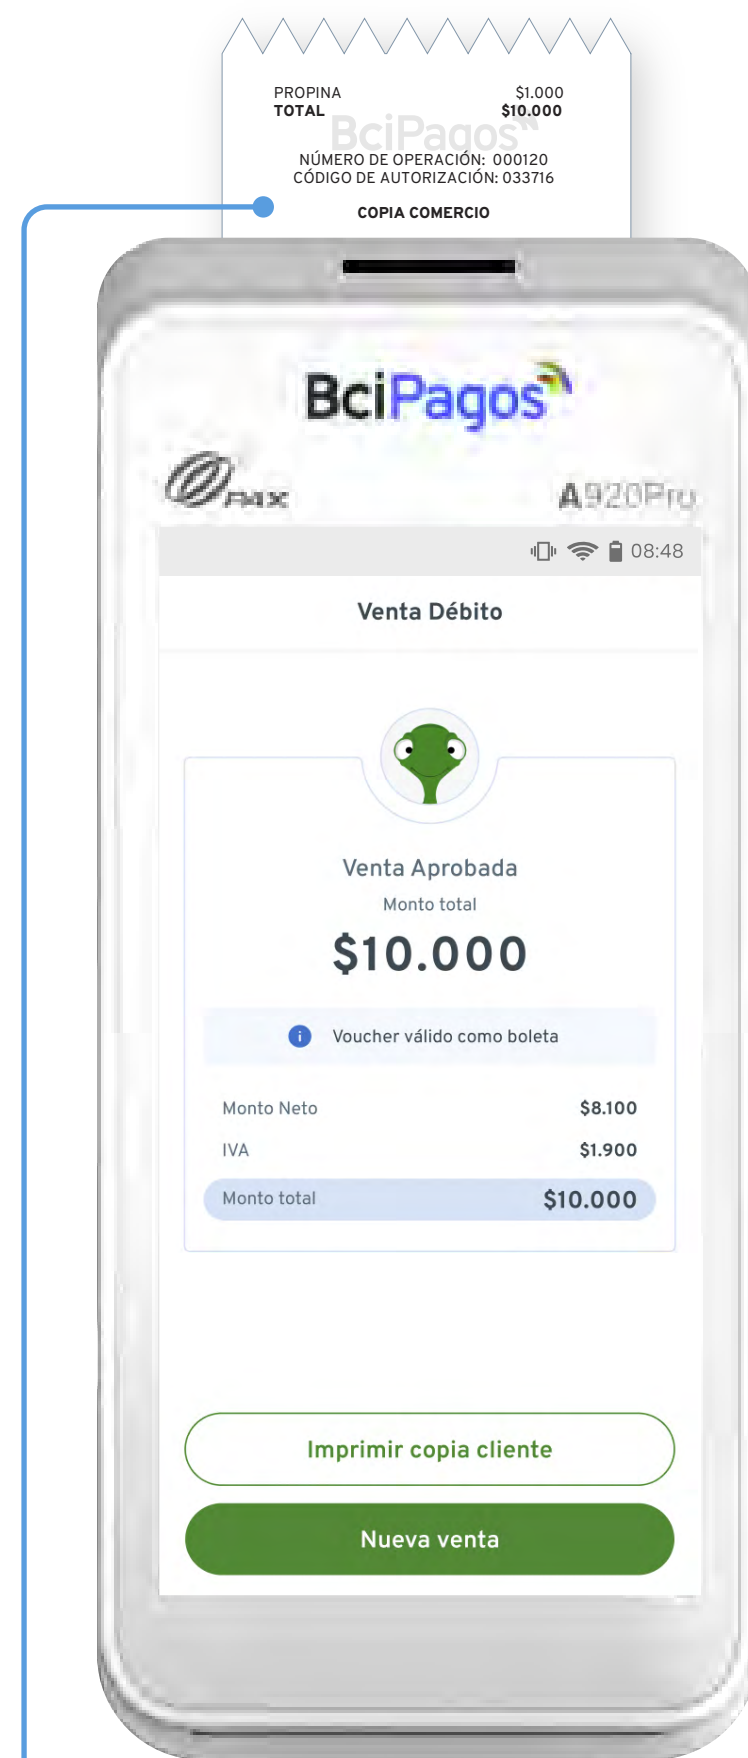 PROPINA $1.000
TOTAL $10.000
BciPagos
NÚMERO DE OPERACIÓN: 000120
CÓDIGO DE AUTORIZACIÓN: 033716
COPIA COMERCIO
BciPagos
PAX A920Pro
08:48
Venta Débito
Venta Aprobada
Monto total
$10.000
i Voucher válido como boleta
Monto Neto $8.100
IVA $1.900
Monto total $10.000
Imprimir copia cliente
Nueva venta